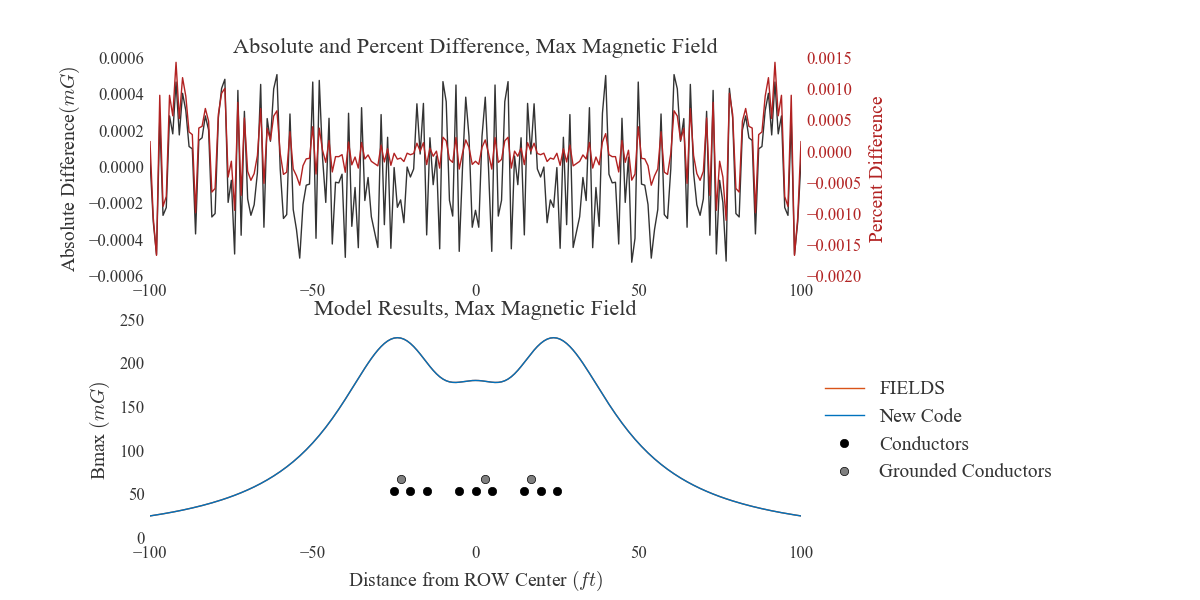 Absolute and Percent Difference, Max Magnetic Field
Absolute Difference(mG)
0.0006
0.0004
0.0002
0.0000
−0.0002
−0.0004
−0.0006
0.0015
0.0010
0.0005
0.0000
−0.0005
−0.0010
−0.0015
−0.0020
Percent Difference
−100 −50 0 50 100
Model Results, Max Magnetic Field
Bmax (mG)
250
200
150
100
50
0
−100 −50 0 50 100
Distance from ROW Center (ft)
FIELDS
New Code
Conductors
Grounded Conductors